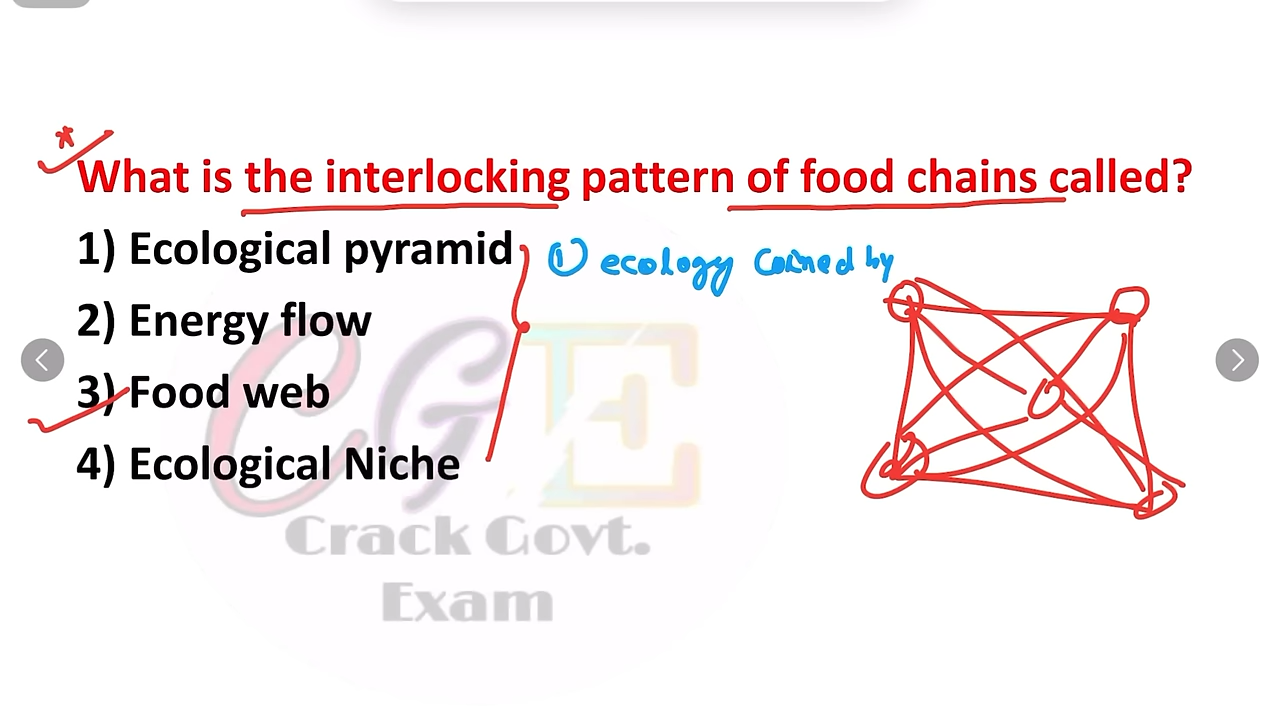 What is the interlocking pattern of food chains called?
1) Ecological pyramid
① ecology coined by
2) Energy flow
3) Food web
4) Ecological Niche
CGE
Crack Govt.
Exam